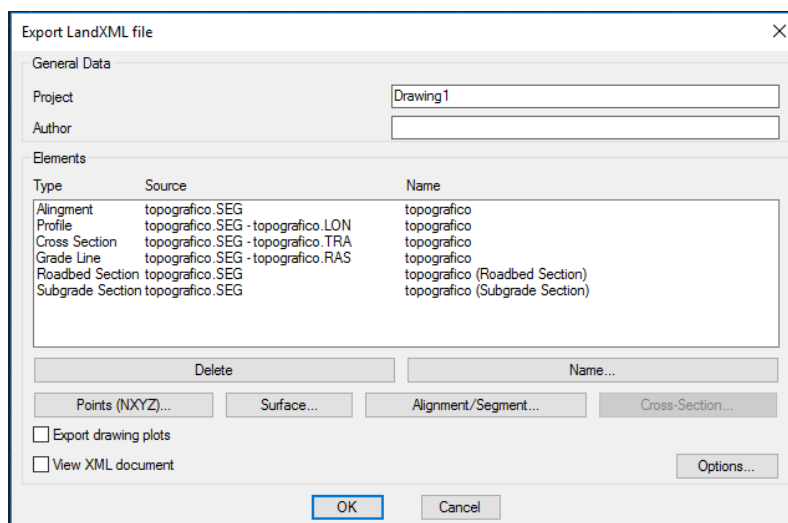 Export LandXML file
General Data
Project Drawing1
Author
Elements
Type Source Name
Alingment topografico.SEG topografico
Profile topografico.SEG - topografico.LON topografico
Cross Section topografico.SEG - topografico.TRA topografico
Grade Line topografico.SEG - topografico.RAS topografico
Roadbed Section topografico.SEG topografico (Roadbed Section)
Subgrade Section topografico.SEG topografico (Subgrade Section)
Delete Name...
Points (NXYZ)... Surface... Alignment/Segment... Cross-Section...
Export drawing plots
View XML document Options...
OK Cancel